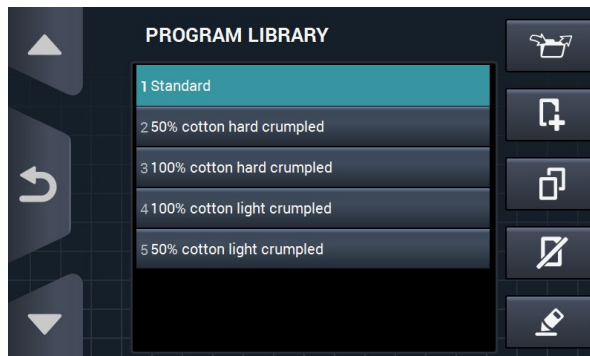 PROGRAM LIBRARY
1 Standard
2 50% cotton hard crumpled
3 100% cotton hard crumpled
4 100% cotton light crumpled
5 50% cotton light crumpled